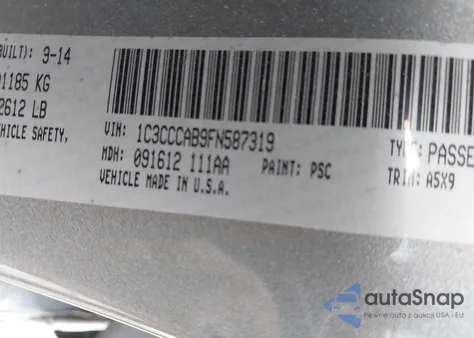 BUILT): 9-14
01185 KG
2612 LB
VEHICLE SAFETY,
VIN: 1C3CCCAB9FN587319
MDH: 091612 111AA
PAINT: PSC
VEHICLE MADE IN U.S.A.
TYPE: PASSE
TRIM: A5X9
autoSnap
Pewne auta z aukcji USA i EU